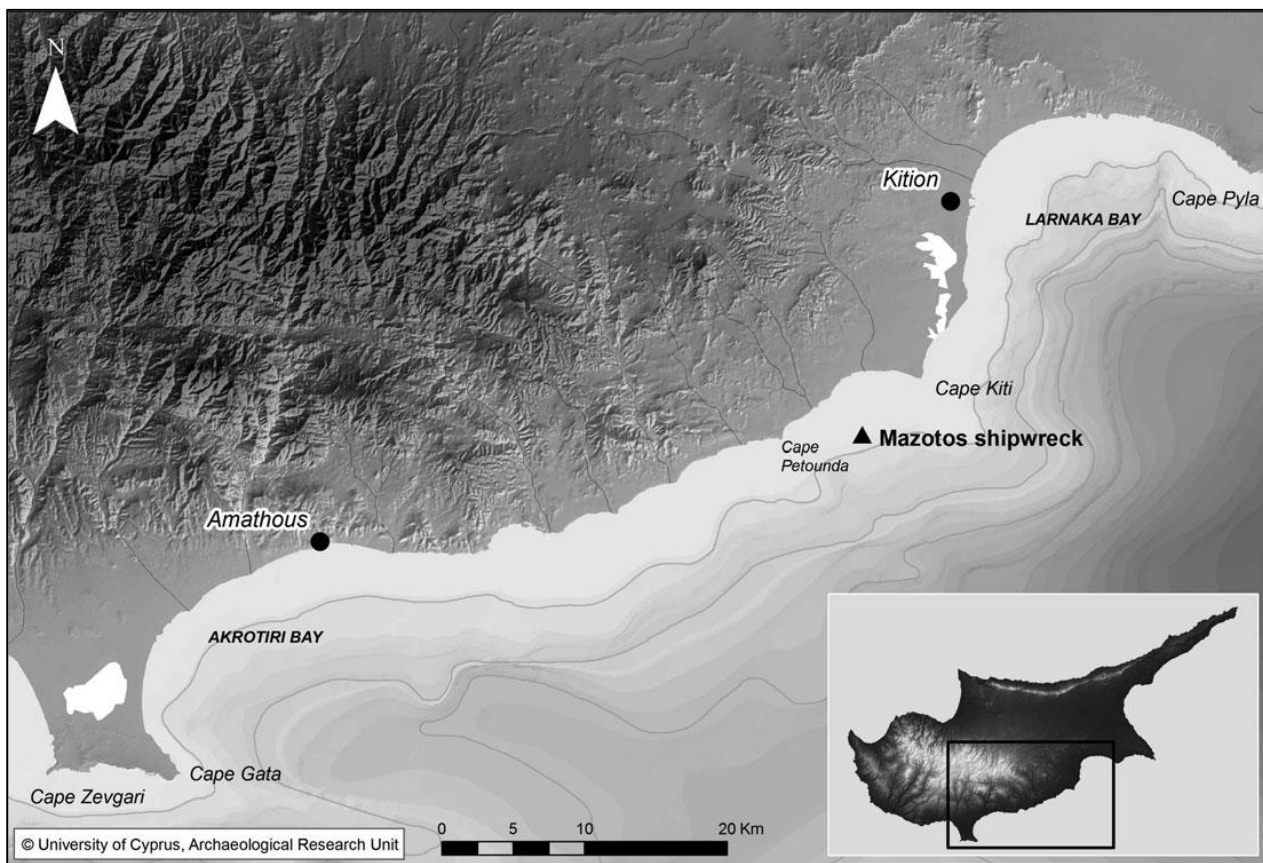 N
Kition
Cape Pyla
LARNAKA BAY
Cape Kiti
Mazotos shipwreck
Cape
Petounda
Amathous
AKROTIRI BAY
Cape Gata
Cape Zevgari
0 5 10 20 Km
© University of Cyprus, Archaeological Research Unit